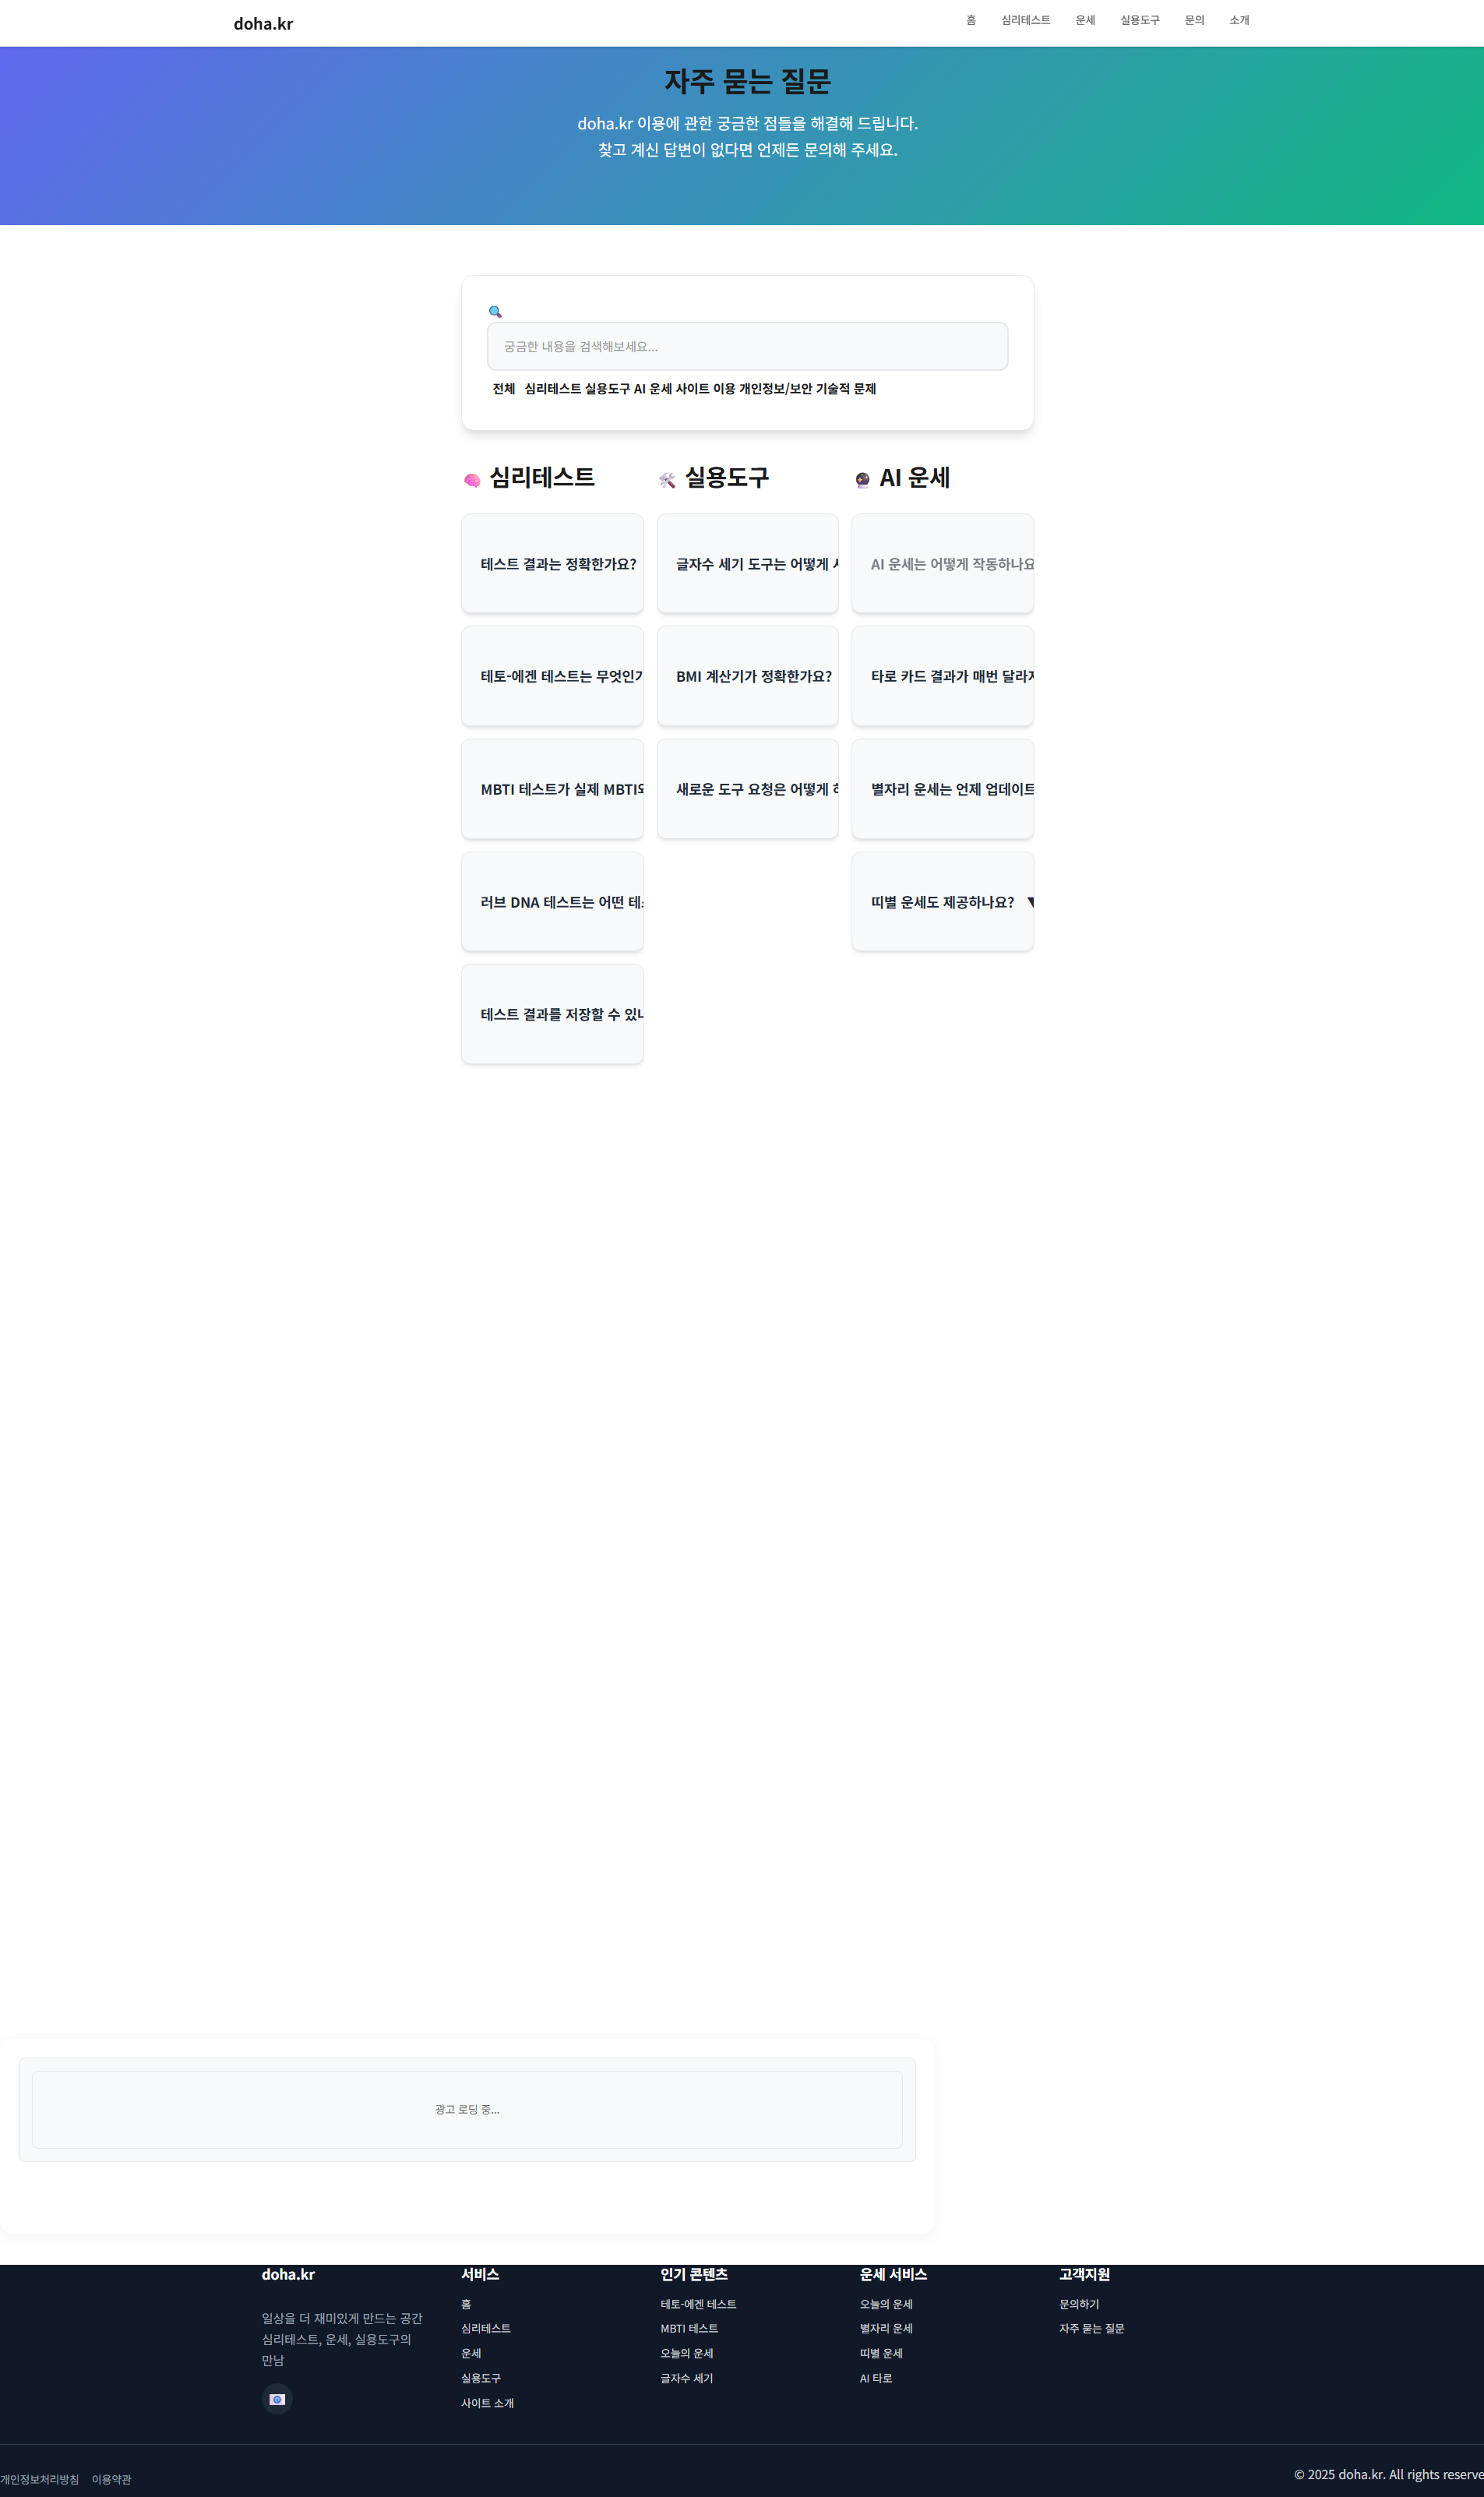 doha.kr
홈 심리테스트 운세 실용도구 문의 소개
자주 묻는 질문
doha.kr 이용에 관한 궁금한 점들을 해결해 드립니다.
찾고 계신 답변이 없다면 언제든 문의해 주세요.
궁금한 내용을 검색해보세요...
전체 심리테스트 실용도구 AI 운세 사이트 이용 개인정보/보안 기술적 문제
심리테스트
테스트 결과는 정확한가요?
테토-에겐 테스트는 무엇인가
MBTI 테스트가 실제 MBTI와
러브 DNA 테스트는 어떤 테
테스트 결과를 저장할 수 있
실용도구
글자수 세기 도구는 어떻게
BMI 계산기가 정확한가요?
새로운 도구 요청은 어떻게
AI 운세
AI 운세는 어떻게 작동하나요
타로 카드 결과가 매번 달라
별자리 운세는 언제 업데이트
띠별 운세도 제공하나요? ▼
광고 로딩 중...
doha.kr
일상을 더 재미있게 만드는 공간
심리테스트, 운세, 실용도구의
만남
서비스
홈
심리테스트
운세
실용도구
사이트 소개
인기 콘텐츠
테토-에겐 테스트
MBTI 테스트
오늘의 운세
글자수 세기
운세 서비스
오늘의 운세
별자리 운세
띠별 운세
AI 타로
고객지원
문의하기
자주 묻는 질문
개인정보처리방침 이용약관
© 2025 doha.kr. All rights reserve